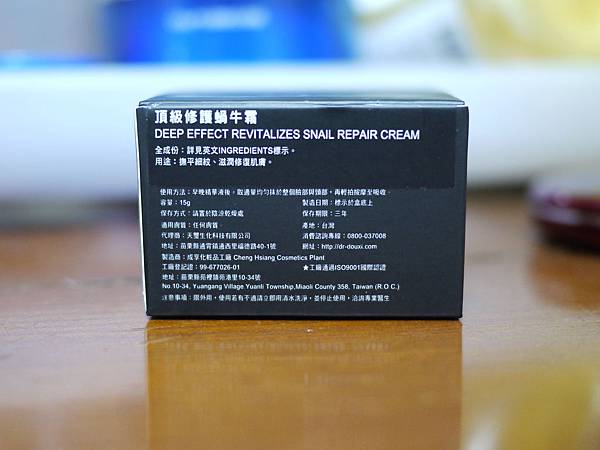 頂級修護蝸牛霜
DEEP EFFECT REVITALIZES SNAIL REPAIR CREAM
全成份：詳見英文INGREDIENTS標示。
用途：撫平細紋、滋潤修復肌膚。
使用方法：早晚精華液後，取適量均勻抹於整個臉部與頸部，再輕拍按摩至吸收。
容量：15g 製造日期：標示於盒底上
保存方式：請置於陰涼乾燥處 保存期限：三年
適用膚質：任何膚質。 產地：台灣
代理商：天璽生化科技有限公司 消費諮詢專線：0800-037008
地址：苗栗縣通霄鎮通西里福德路40-1號 網址：http://dr-douxi.com
製造商：成享化粧品工廠 Cheng Hsiang Cosmetics Plant
工廠登記證：99-677026-01 ★工廠通過ISO9001國際認證
地址：苗栗縣苑裡鎮苑港里10-34號
No.10-34, Yuangang Village Yuanli Township,Miaoli County 358, Taiwan (R.O.C.)
注意事項：限外用，使用若有不適請立即用清水洗淨，並停止使用，洽詢專業醫生